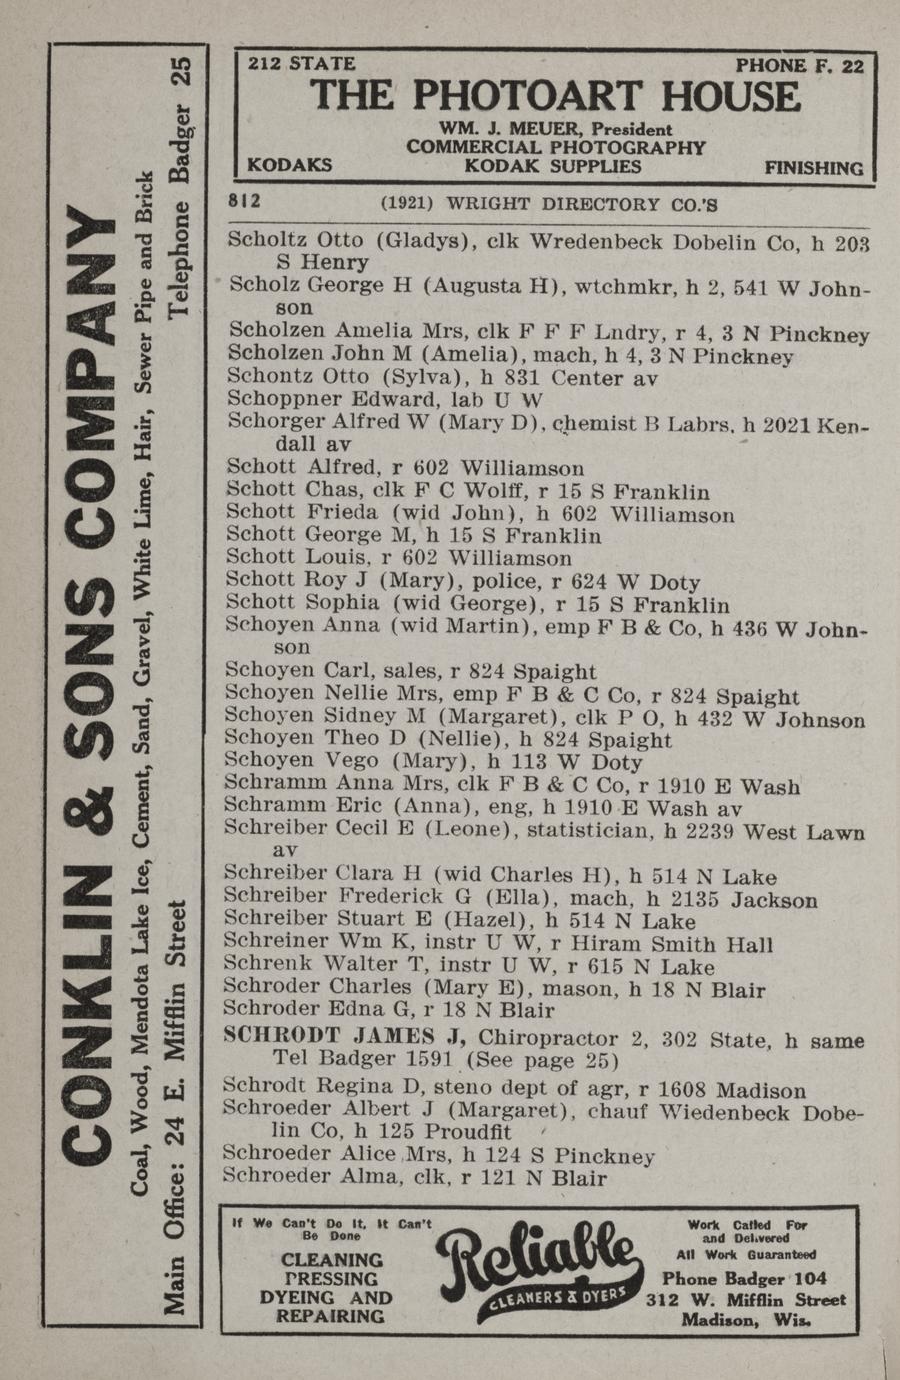 CONKLIN & SONS COMPANY
Coal, Wood, Mendota Lake Ice, Cement, Sand, Gravel, White Lime, Hair, Sewer Pipe and Brick
Main Office: 24 E. Mifflin Street Telephone Badger 25
212 STATE PHONE F. 22
THE PHOTOART HOUSE
WM. J. MEUER, President
COMMERCIAL PHOTOGRAPHY
KODAKS KODAK SUPPLIES FINISHING
812 (1921) WRIGHT DIRECTORY CO.'S
Scholtz Otto (Gladys), clk Wredenbeck Dobelin Co, h 203
S Henry
Scholz George H (Augusta H), wtchmkr, h 2, 541 W John-
son
Scholzen Amelia Mrs, clk F F F Lndry, r 4, 3 N Pinckney
Scholzen John M (Amelia), mach, h 4, 3 N Pinckney
Schontz Otto (Sylva), h 831 Center av
Schoppner Edward, lab U W
Schorger Alfred W (Mary D), chemist B Labrs, h 2021 Ken-
dall av
Schott Alfred, r 602 Williamson
Schott Chas, clk F C Wolff, r 15 S Franklin
Schott Frieda (wid John), h 602 Williamson
Schott George M, h 15 S Franklin
Schott Louis, r 602 Williamson
Schott Roy J (Mary), police, r 624 W Doty
Schott Sophia (wid George), r 15 S Franklin
Schoyen Anna (wid Martin), emp F B & Co, h 436 W John-
son
Schoyen Carl, sales, r 824 Spaight
Schoyen Nellie Mrs, emp F B & C Co, r 824 Spaight
Schoyen Sidney M (Margaret), clk P O, h 432 W Johnson
Schoyen Theo D (Nellie), h 824 Spaight
Schoyen Vego (Mary), h 113 W Doty
Schramm Anna Mrs, clk F B & C Co, r 1910 E Wash
Schramm Eric (Anna), eng, h 1910 E Wash av
Schreiber Cecil E (Leone), statistician, h 2239 West Lawn
av
Schreiber Clara H (wid Charles H), h 514 N Lake
Schreiber Frederick G (Ella), mach, h 2135 Jackson
Schreiber Stuart E (Hazel), h 514 N Lake
Schreiner Wm K, instr U W, r Hiram Smith Hall
Schrenk Walter T, instr U W, r 615 N Lake
Schroder Charles (Mary E), mason, h 18 N Blair
Schroder Edna G, r 18 N Blair
SCHRODT JAMES J, Chiropractor 2, 302 State, h same
Tel Badger 1591 (See page 25)
Schrodt Regina D, steno dept of agr, r 1608 Madison
Schroeder Albert J (Margaret), chauf Wiedenbeck Dobe-
lin Co, h 125 Proudfit
Schroeder Alice Mrs, h 124 S Pinckney
Schroeder Alma, clk, r 121 N Blair
If We Can't Do It, It Can't
Be Done
CLEANING
PRESSING
DYEING AND
REPAIRING
Reliable
CLEANERS & DYERS
Work Called For
and Delivered
All Work Guaranteed
Phone Badger 104
312 W. Mifflin Street
Madison, Wis.